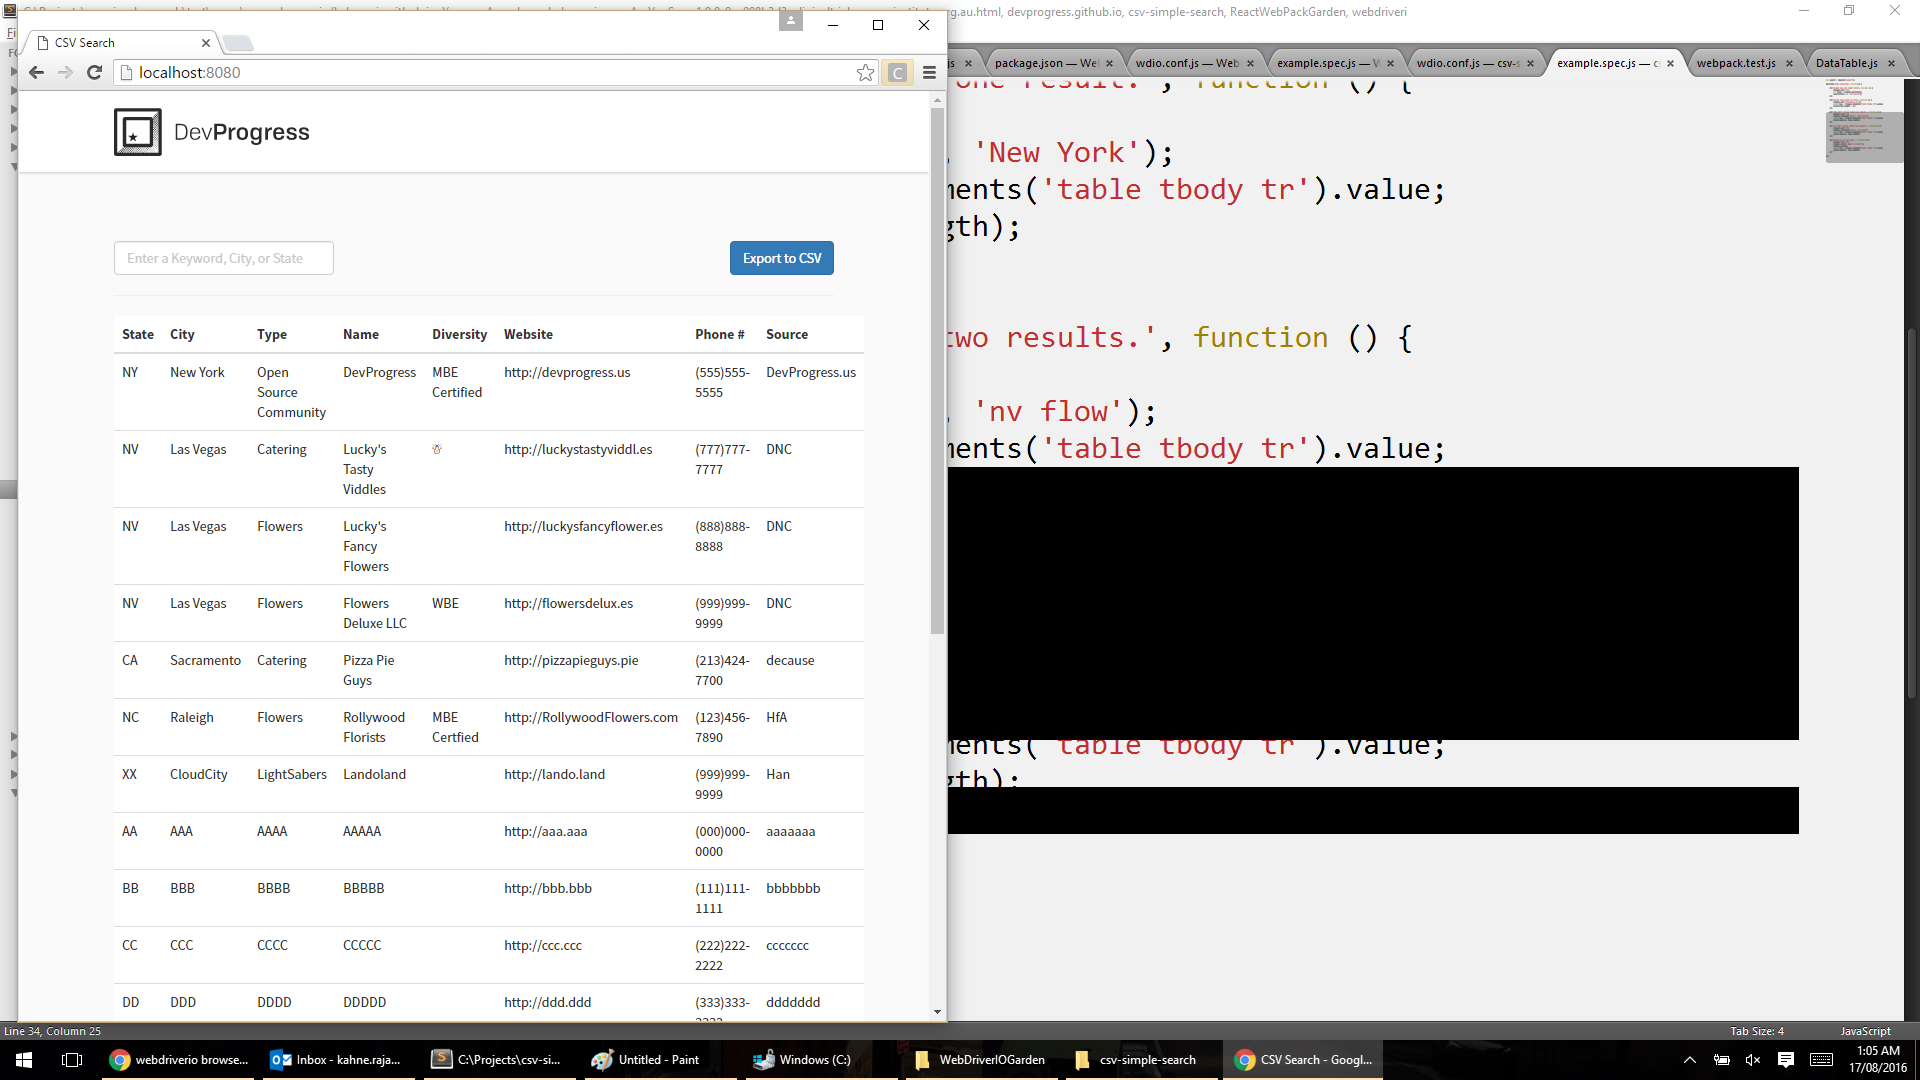 CSV Search
localhost:8080
C
DevProgress
Enter a Keyword, City, or State
Export to CSV
State City Type Name Diversity Website Phone # Source
NY New York Open Source Community DevProgress MBE Certified http://devprogress.us (555)555-5555 DevProgress.us
NV Las Vegas Catering Lucky's Tasty Viddles ☃ http://luckystastyviddl.es (777)777-7777 DNC
NV Las Vegas Flowers Lucky's Fancy Flowers http://luckysfancyflower.es (888)888-8888 DNC
NV Las Vegas Flowers Flowers Deluxe LLC WBE http://flowersdelux.es (999)999-9999 DNC
CA Sacramento Catering Pizza Pie Guys http://pizzapieguys.pie (213)424-7700 decause
NC Raleigh Flowers Rollywood Florists MBE Certfied http://RollywoodFlowers.com (123)456-7890 HfA
XX CloudCity LightSabers Landoland http://lando.land (999)999-9999 Han
AA AAA AAAA AAAAA http://aaa.aaa (000)000-0000 aaaaaaa
BB BBB BBBB BBBBB http://bbb.bbb (111)111-1111 bbbbbbb
CC CCC CCCC CCCCC http://ccc.ccc (222)222-2222 ccccccc
DD DDD DDDD DDDDD http://ddd.ddd (333)333- ddddddd
rg.au.html, devprogress.github.io, csv-simple-search, ReactWebPackGarden, webdriveri
js package.json — Wel wdio.conf.js — Web example.spec.js — W wdio.conf.js — csv-s example.spec.js — cs webpack.test.js DataTable.js
one result.', function () {
, 'New York');
ments('table tbody tr').value;
gth);
two results.', function () {
, 'nv flow');
ments('table tbody tr').value;
ments('table tbody tr').value;
gth);
Line 34, Column 25 Tab Size: 4 JavaScript
webdriverio browse... Inbox - kahne.raja... C:\Projects\csv-si... Untitled - Paint Windows (C:) WebDriverIOGarden csv-simple-search CSV Search - Googl...
1:05 AM
17/08/2016